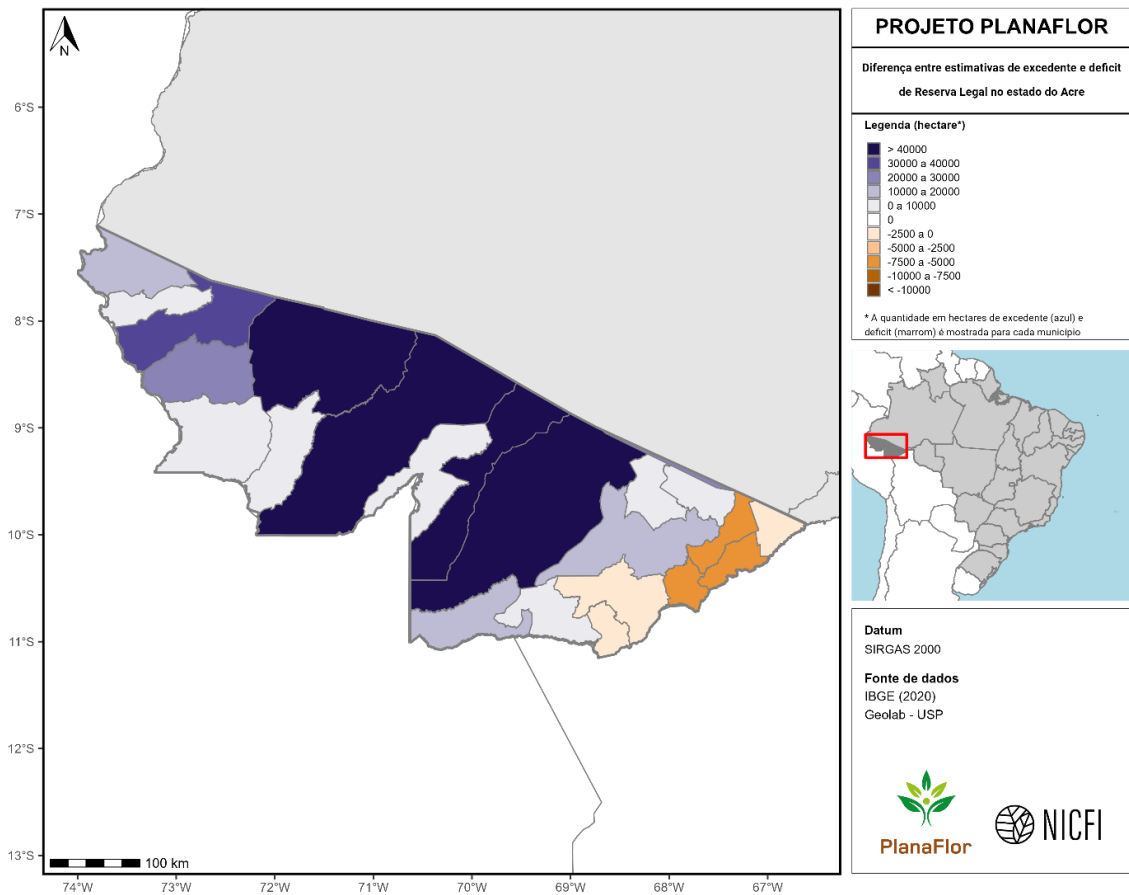 PROJETO PLANAFLOR
Diferença entre estimativas de excedente e deficit
de Reserva Legal no estado do Acre
Legenda (hectare*)
> 40000
30000 a 40000
20000 a 30000
10000 a 20000
0 a 10000
0
-2500 a 0
-5000 a -2500
-7500 a -5000
-10000 a -7500
< -10000
* A quantidade em hectares de excedente (azul) e
deficit (marrom) é mostrada para cada município
N
6°S
7°S
8°S
9°S
10°S
11°S
12°S
13°S
100 km
74°W 73°W 72°W 71°W 70°W 69°W 68°W 67°W
Datum
SIRGAS 2000
Fonte de dados
IBGE (2020)
Geolab - USP
PlanaFlor
NICFI